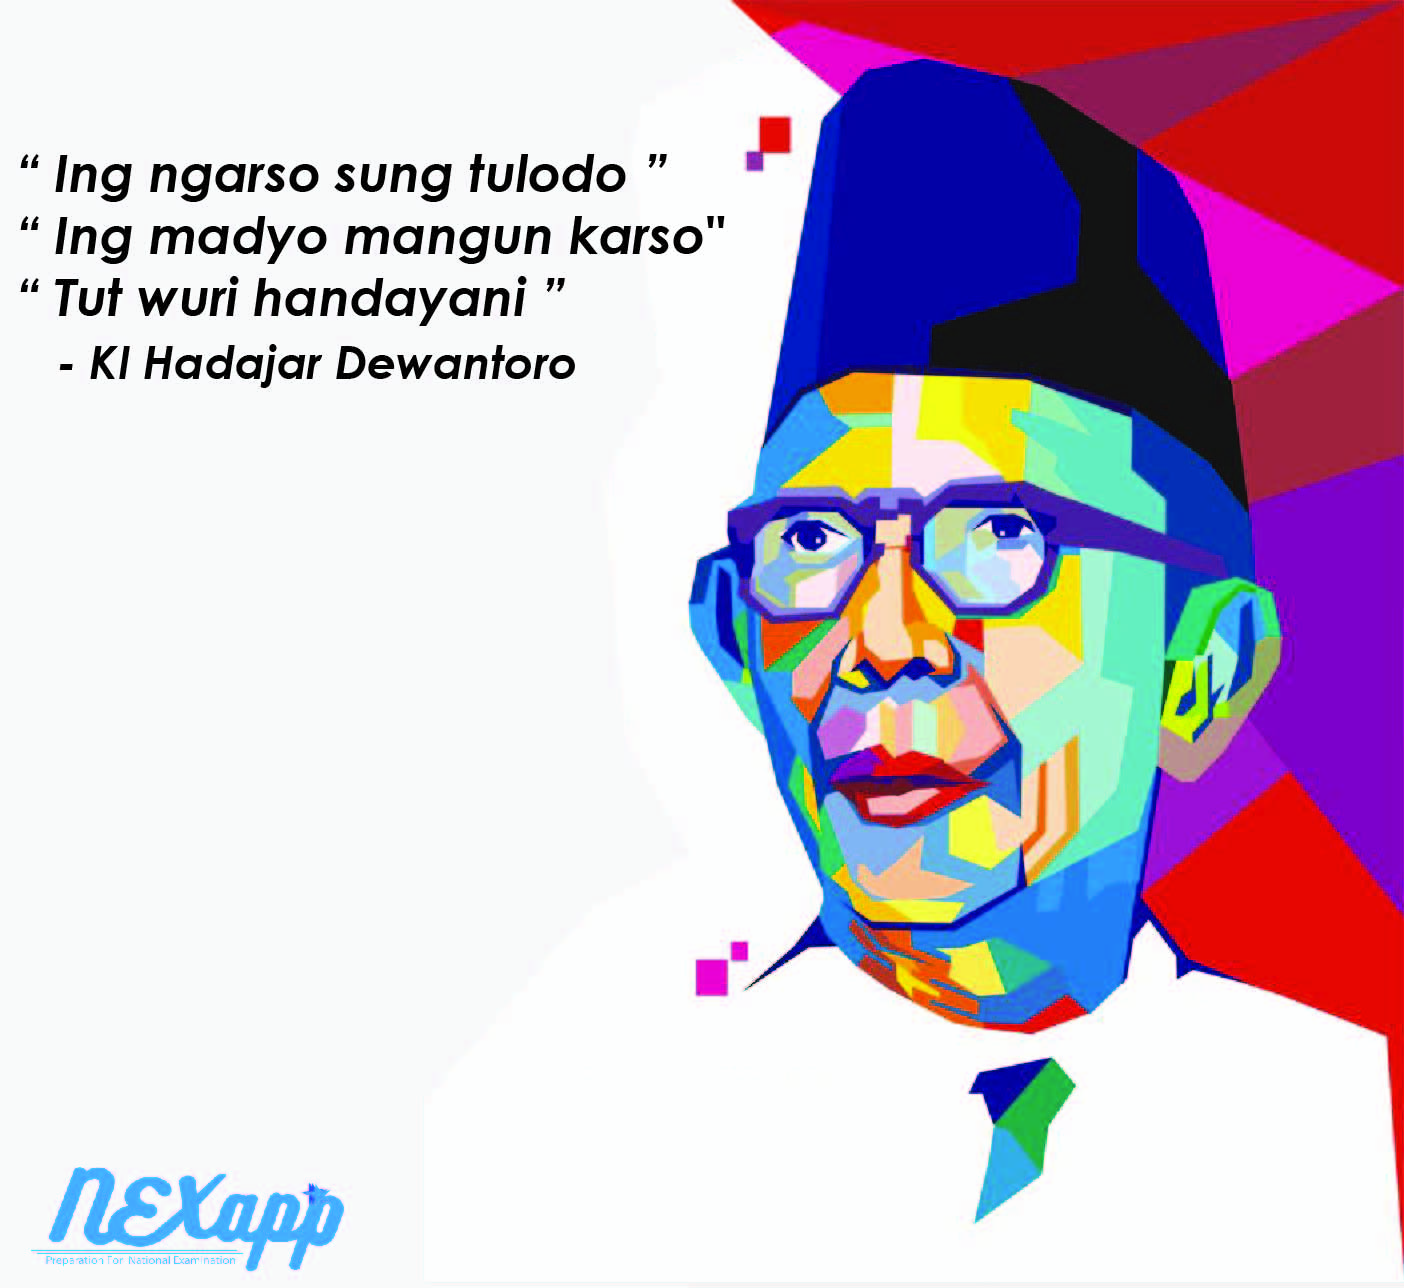 “ Ing ngarso sung tulodo ”
“ Ing madyo mangun karso"
“ Tut wuri handayani ”
- KI Hadajar Dewantoro
NEXapp
Preparation For National Examination